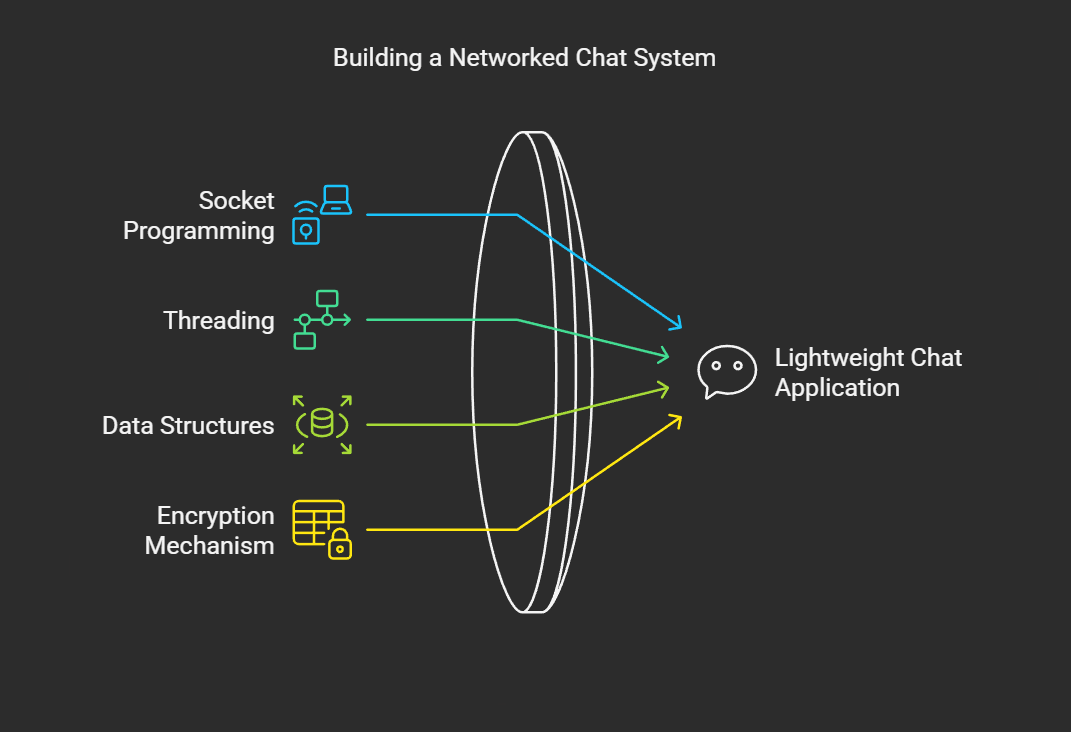 Building a Networked Chat System
Socket
Programming
Threading
Data Structures
Encryption
Mechanism
Lightweight Chat
Application